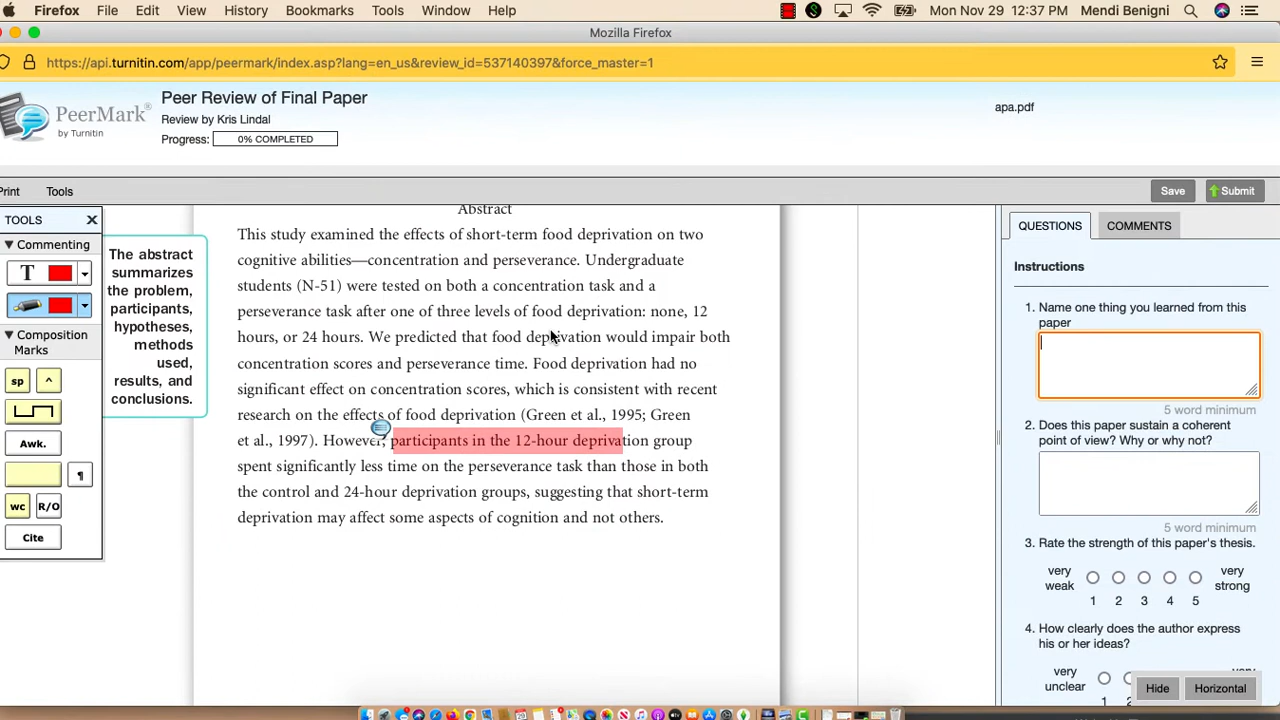 Firefox File Edit View History Bookmarks Tools Window Help Mon Nov 29 12:37 PM Mendi Benigni
Mozilla Firefox
https://api.turnitin.com/app/peermark/index.asp?lang=en_us&review_id=537140397&force_master=1
PeerMark®
by Turnitin
Peer Review of Final Paper
Review by Kris Lindal
Progress: 0% COMPLETED
apa.pdf
Print Tools
Save Submit
TOOLS
Commenting
T
Composition
Marks
sp ^
Awk.
¶
wc R/O
Cite
The abstract
summarizes
the problem,
participants,
hypotheses,
methods
used,
results, and
conclusions.
Abstract
This study examined the effects of short-term food deprivation on two
cognitive abilities—concentration and perseverance. Undergraduate
students (N-51) were tested on both a concentration task and a
perseverance task after one of three levels of food deprivation: none, 12
hours, or 24 hours. We predicted that food deprivation would impair both
concentration scores and perseverance time. Food deprivation had no
significant effect on concentration scores, which is consistent with recent
research on the effects of food deprivation (Green et al., 1995; Green
et al., 1997). However, participants in the 12-hour deprivation group
spent significantly less time on the perseverance task than those in both
the control and 24-hour deprivation groups, suggesting that short-term
deprivation may affect some aspects of cognition and not others.
QUESTIONS COMMENTS
Instructions
1. Name one thing you learned from this
paper
5 word minimum
2. Does this paper sustain a coherent
point of view? Why or why not?
5 word minimum
3. Rate the strength of this paper's thesis.
very
weak
very
strong
1 2 3 4 5
4. How clearly does the author express
his or her ideas?
very
unclear
1
Hide Horizontal